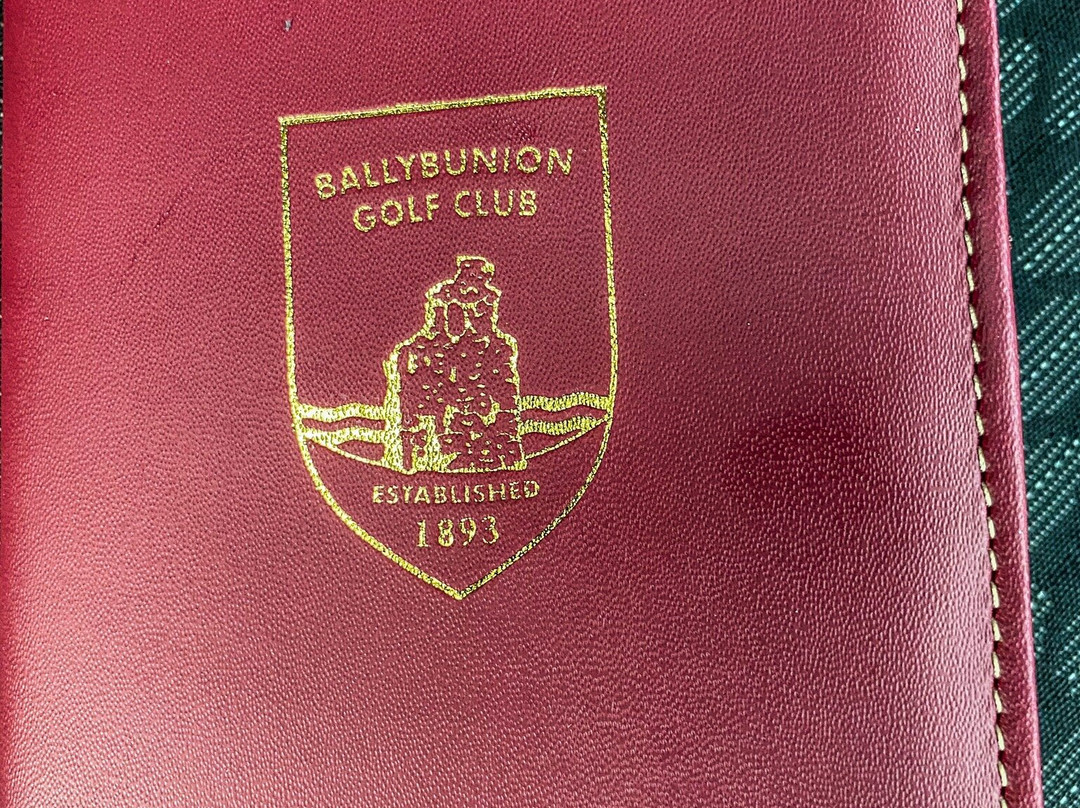 BALLYBUNION
GOLF CLUB
ESTABLISHED
1893